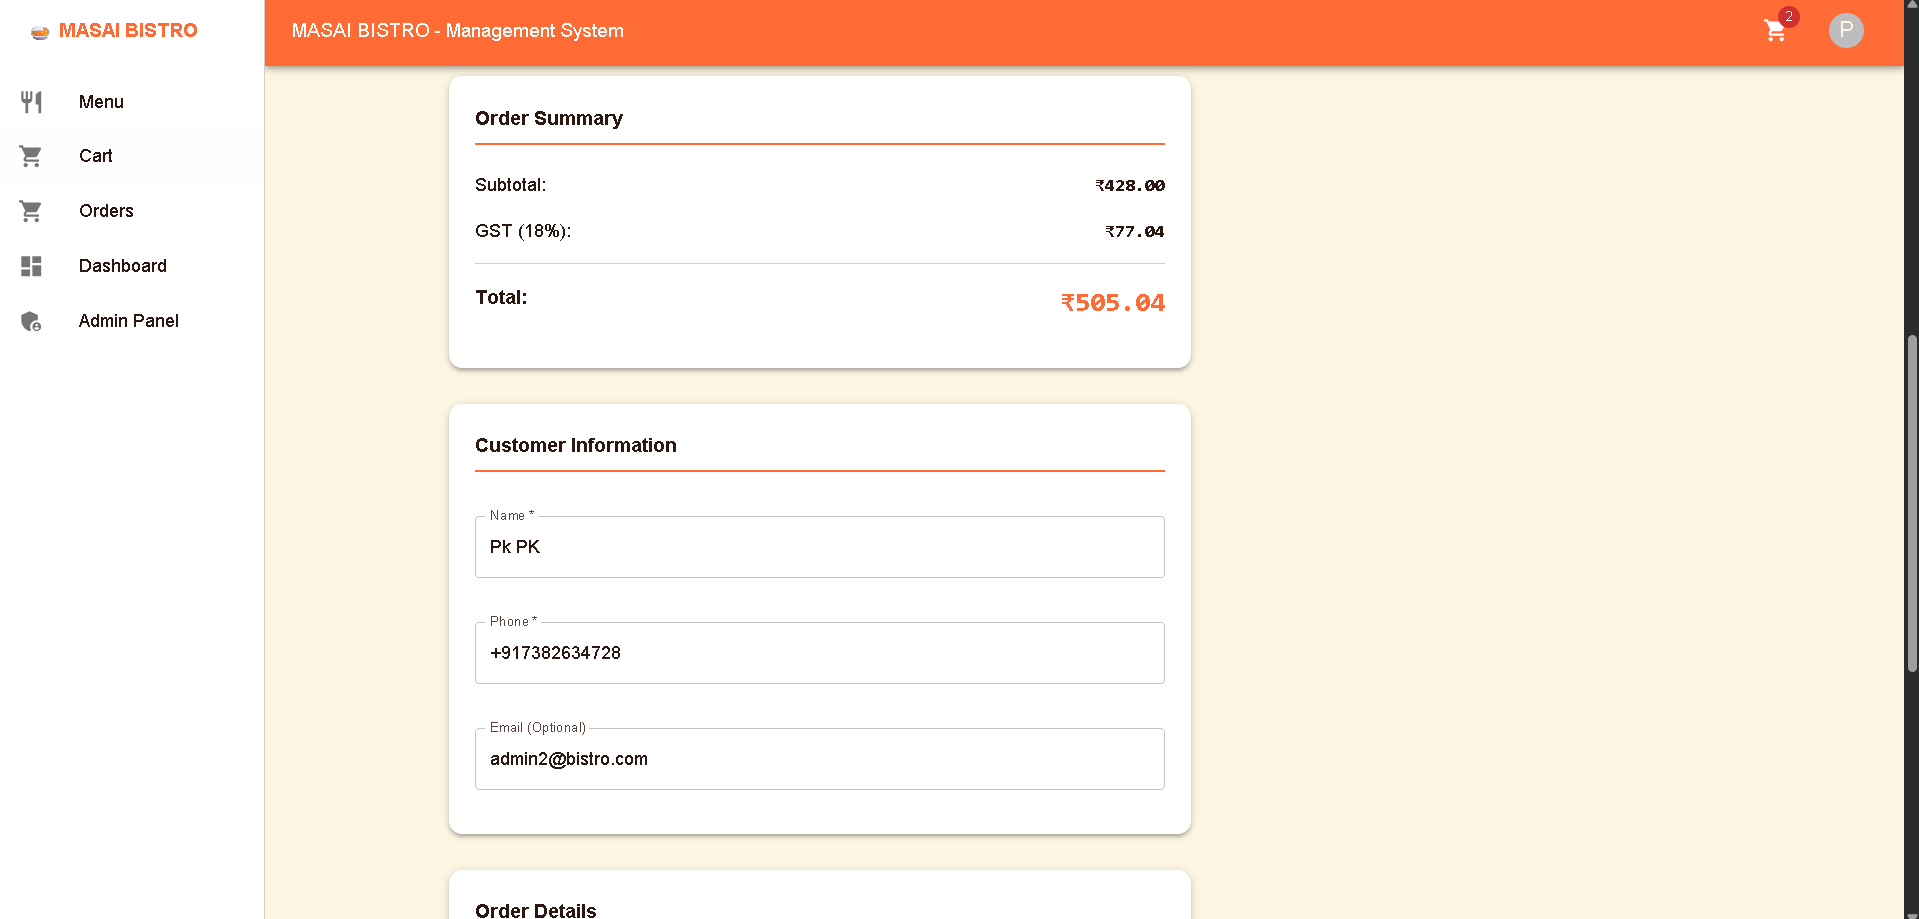 MASAI BISTRO
MASAI BISTRO - Management System
2
P
Menu
Cart
Orders
Dashboard
Admin Panel
Order Summary
Subtotal: ₹428.00
GST (18%): ₹77.04
Total: ₹505.04
Customer Information
Name *
Pk PK
Phone *
+917382634728
Email (Optional)
admin2@bistro.com
Order Details